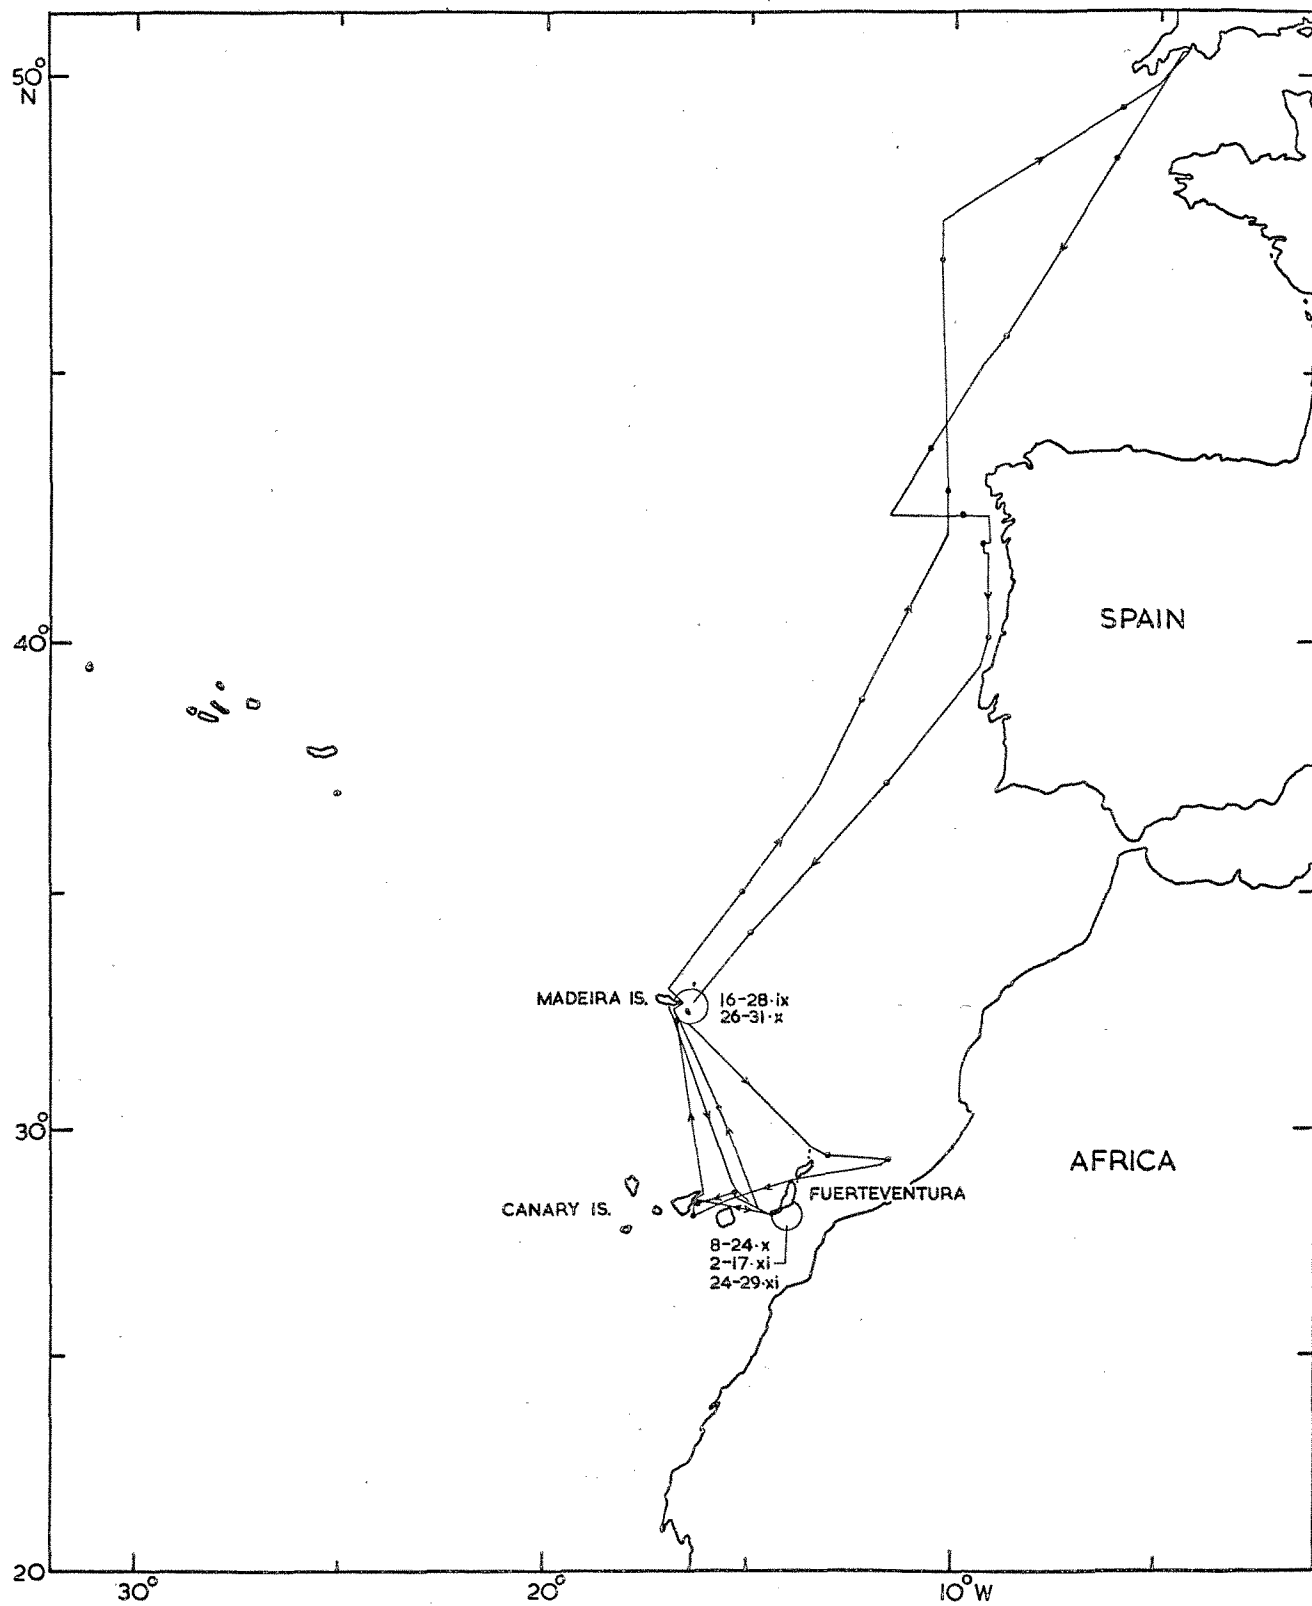 50°
N
SPAIN
40°
MADEIRA IS.
16-28·ix
26-31·x
30°
AFRICA
FUERTEVENTURA
CANARY IS.
8-24·x
2-17·xi
24-29·xi
20
30°
20°
10°W